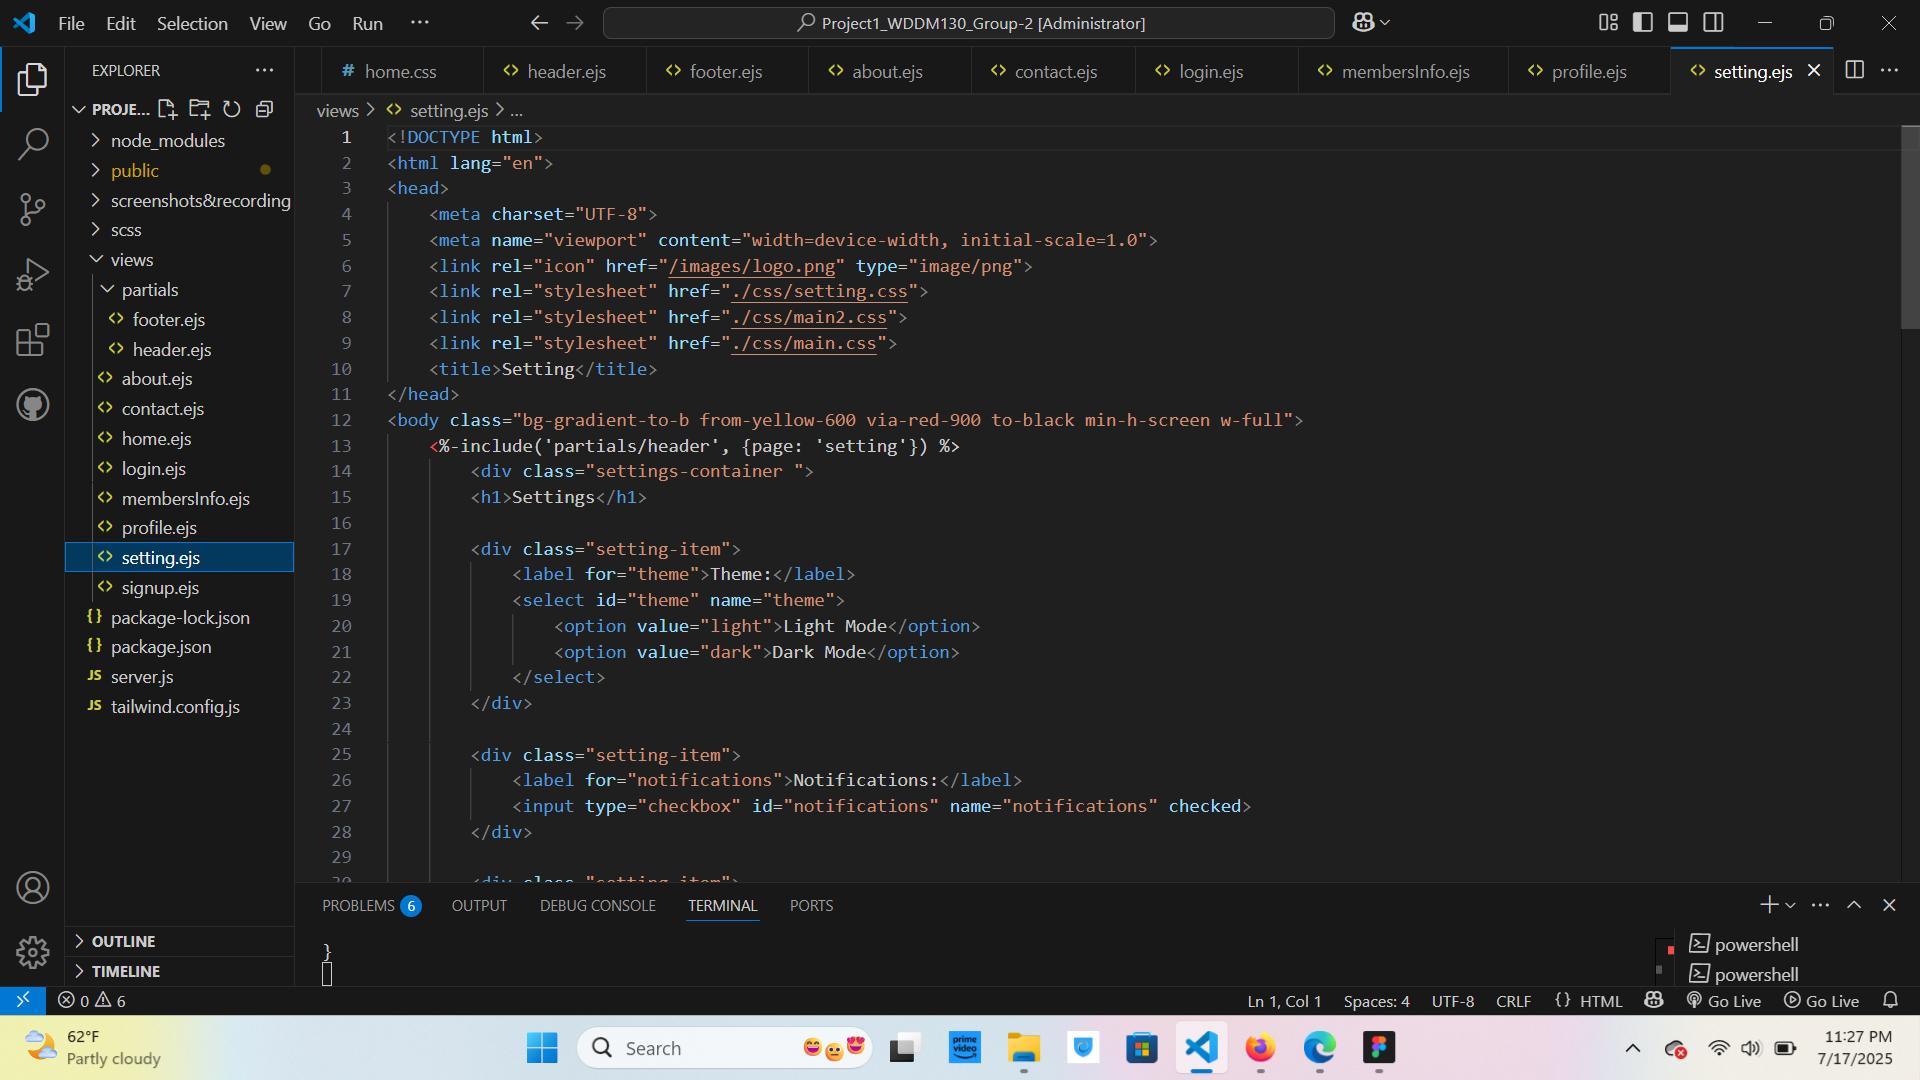 File Edit Selection View Go Run ···
Project1_WDDM130_Group-2 [Administrator]
EXPLORER
home.css header.ejs footer.ejs about.ejs contact.ejs login.ejs membersInfo.ejs profile.ejs setting.ejs
PROJE...
views > setting.ejs > ...
node_modules
public
screenshots&recording
scss
views
partials
footer.ejs
header.ejs
about.ejs
contact.ejs
home.ejs
login.ejs
membersInfo.ejs
profile.ejs
setting.ejs
signup.ejs
package-lock.json
package.json
server.js
tailwind.config.js
OUTLINE
TIMELINE
1 <!DOCTYPE html>
2 <html lang="en">
3 <head>
4 <meta charset="UTF-8">
5 <meta name="viewport" content="width=device-width, initial-scale=1.0">
6 <link rel="icon" href="/images/logo.png" type="image/png">
7 <link rel="stylesheet" href="./css/setting.css">
8 <link rel="stylesheet" href="./css/main2.css">
9 <link rel="stylesheet" href="./css/main.css">
10 <title>Setting</title>
11 </head>
12 <body class="bg-gradient-to-b from-yellow-600 via-red-900 to-black min-h-screen w-full">
13 <%-include('partials/header', {page: 'setting'}) %>
14 <div class="settings-container ">
15 <h1>Settings</h1>
16
17 <div class="setting-item">
18 <label for="theme">Theme:</label>
19 <select id="theme" name="theme">
20 <option value="light">Light Mode</option>
21 <option value="dark">Dark Mode</option>
22 </select>
23 </div>
24
25 <div class="setting-item">
26 <label for="notifications">Notifications:</label>
27 <input type="checkbox" id="notifications" name="notifications" checked>
28 </div>
29
30 <div class="setting-item">
PROBLEMS 6 OUTPUT DEBUG CONSOLE TERMINAL PORTS
}
powershell
powershell
0 6 Ln 1, Col 1 Spaces: 4 UTF-8 CRLF {} HTML Go Live Go Live
62°F
Partly cloudy
Search
prime video
11:27 PM
7/17/2025